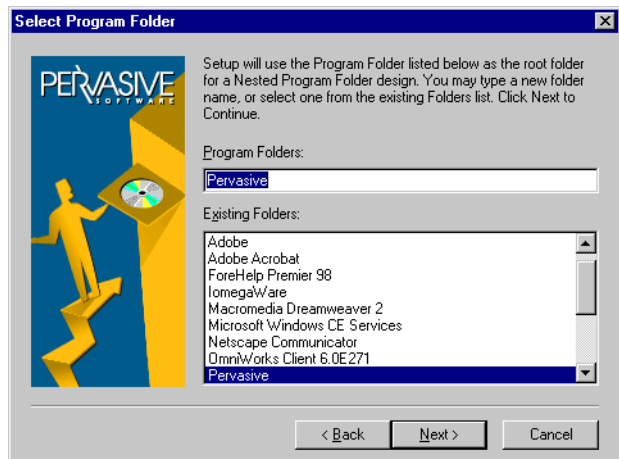 Select Program Folder
PERVASIVE
SOFTWARE
Setup will use the Program Folder listed below as the root folder
for a Nested Program Folder design. You may type a new folder
name, or select one from the existing Folders list. Click Next to
Continue.
Program Folders:
Pervasive
Existing Folders:
Adobe
Adobe Acrobat
ForeHelp Premier 98
IomegaWare
Macromedia Dreamweaver 2
Microsoft Windows CE Services
Netscape Communicator
OmniWorks Client 6.0E271
Pervasive
< Back
Next >
Cancel